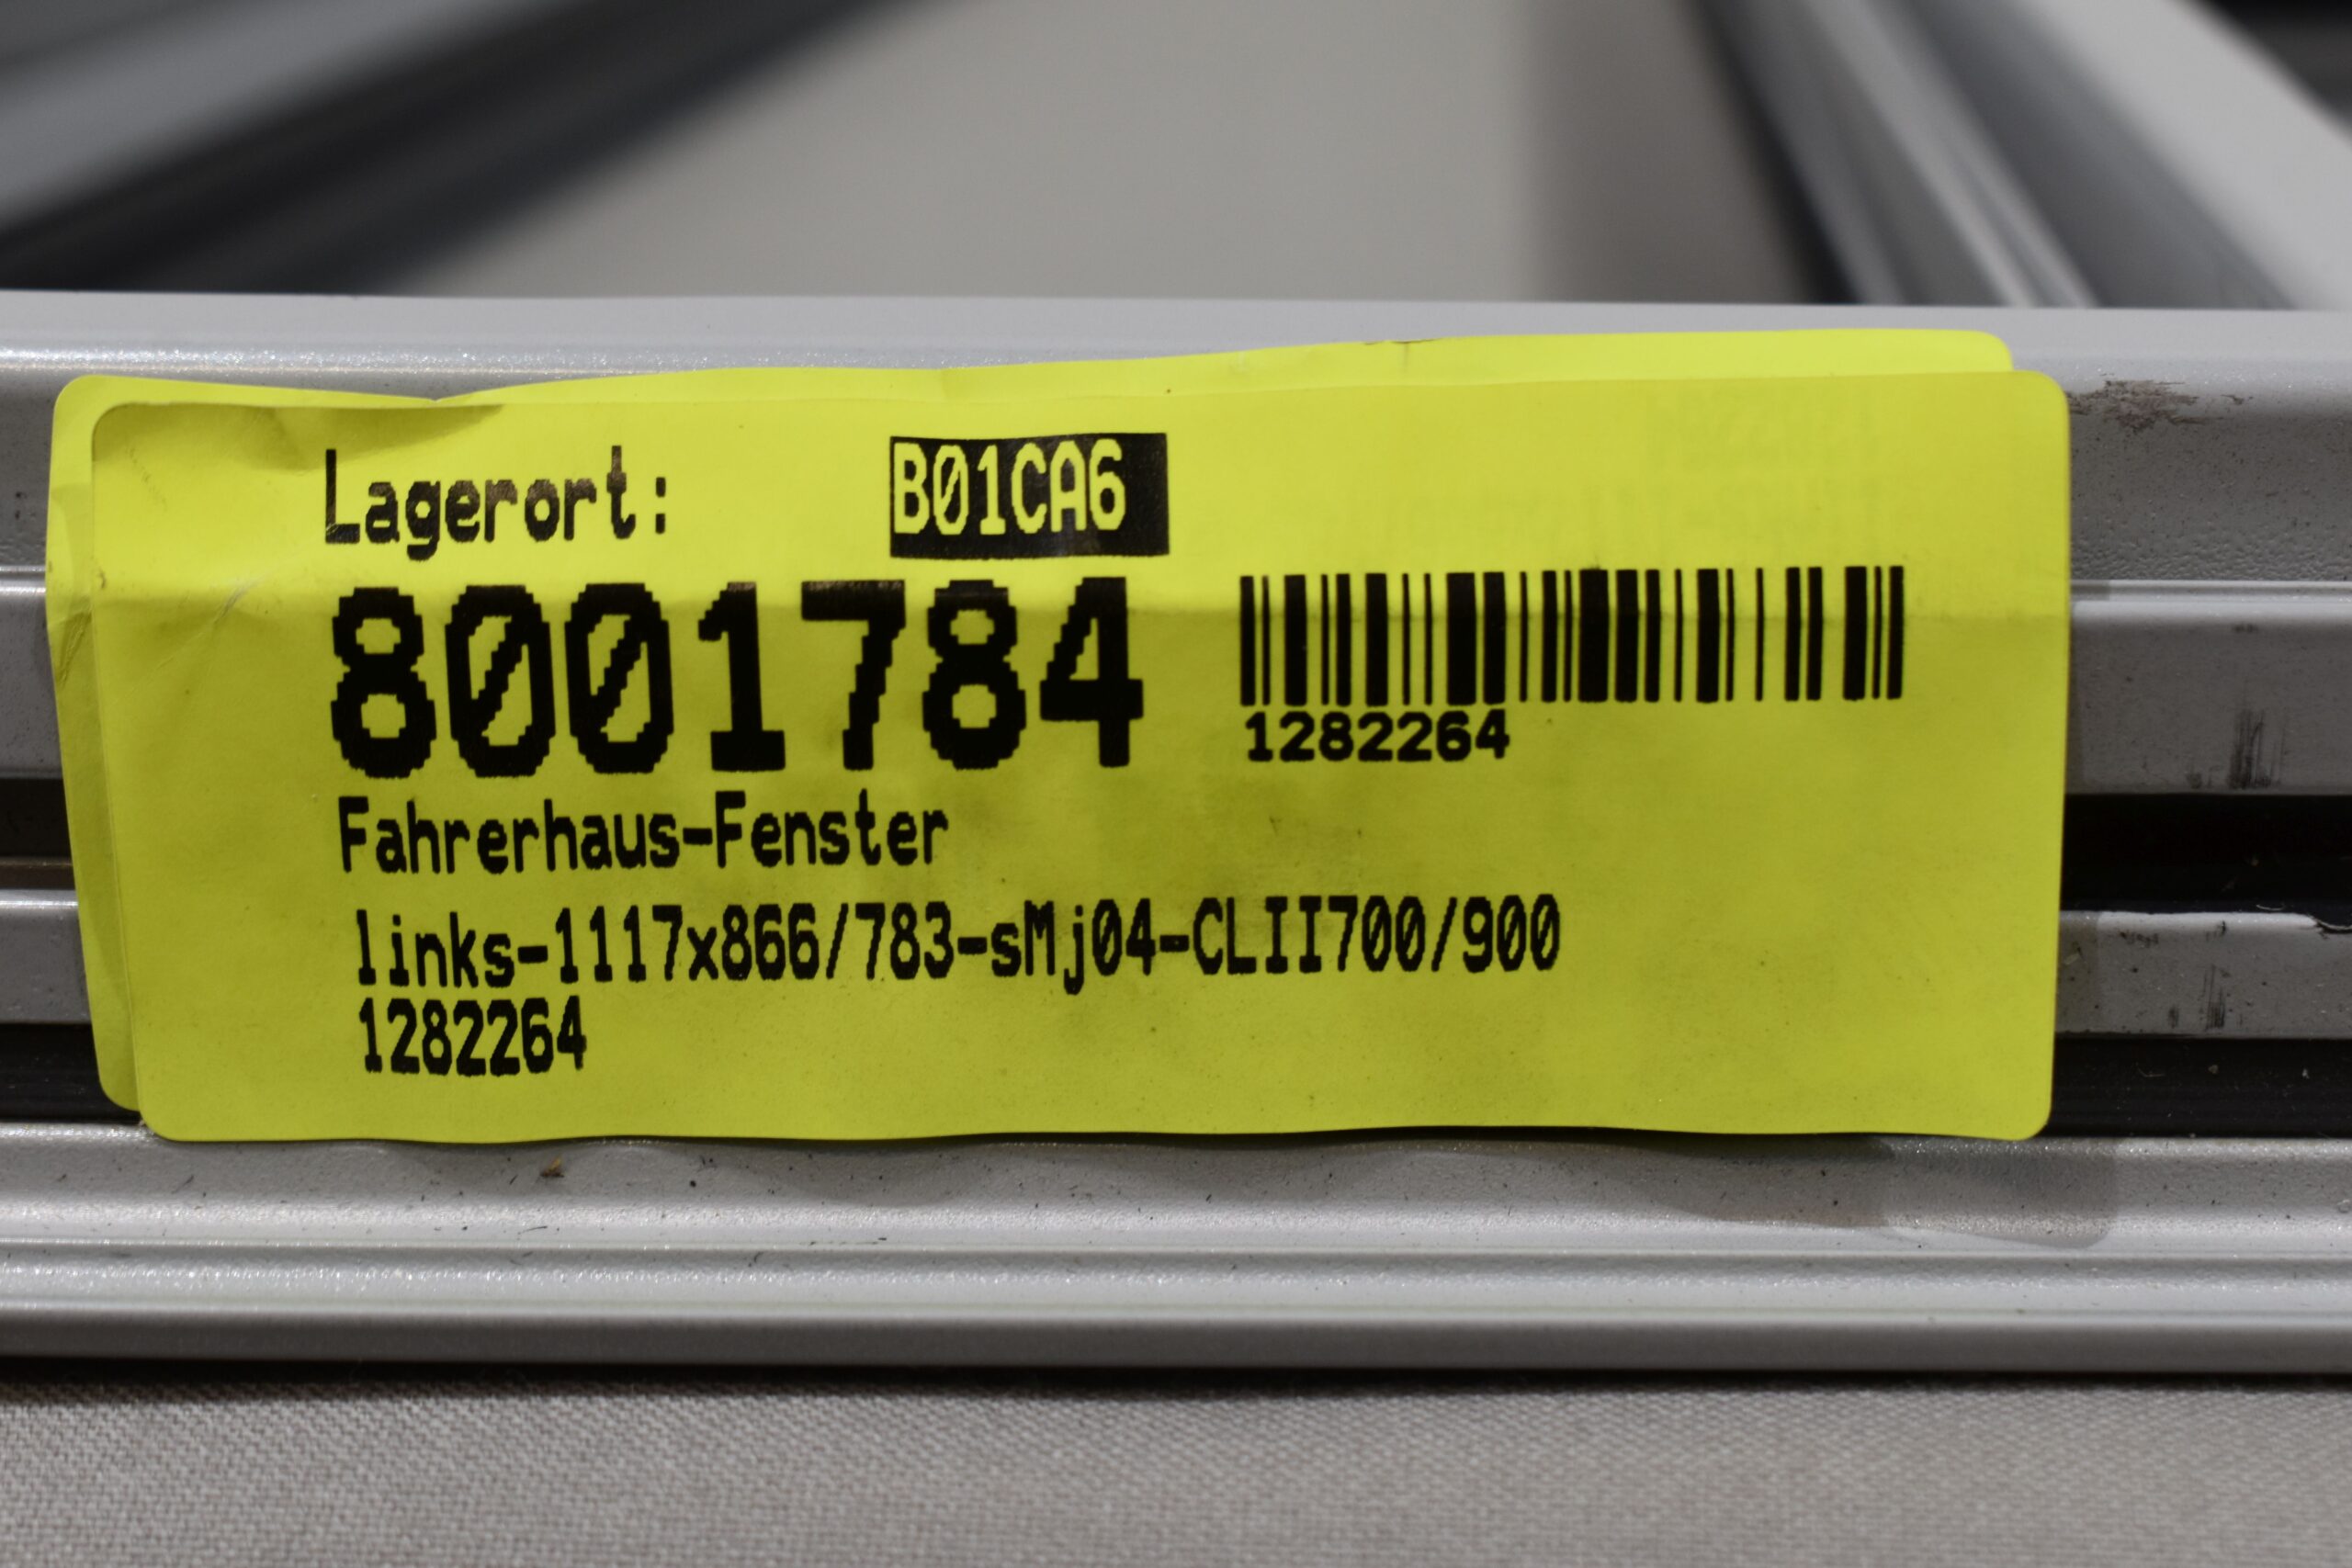 Lagerort: B01CA6
8001784
1282264
Fahrerhaus-Fenster
links-1117x866/783-sMj04-CLII700/900
1282264